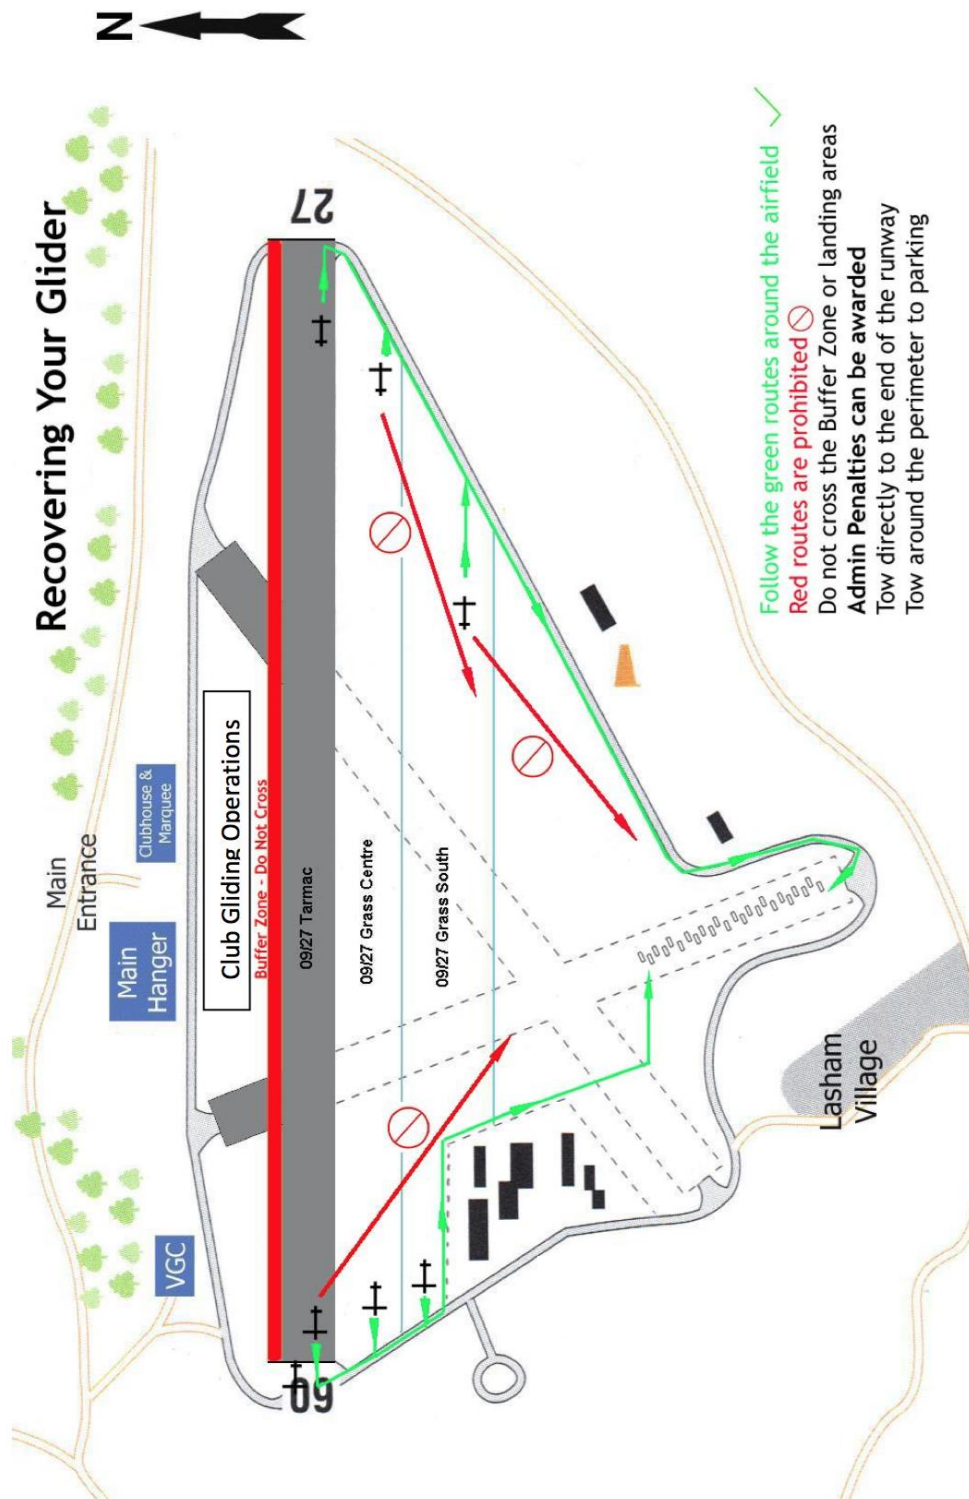 Recovering Your Glider
N
Main
Entrance
Main
Hanger
Clubhouse &
Marquee
VGC
Club Gliding Operations
Buffer Zone - Do Not Cross
09/27 Tarmac
09/27 Grass Centre
09/27 Grass South
09
27
Lasham
Village
Follow the green routes around the airfield
Red routes are prohibited
Do not cross the Buffer Zone or landing areas
Admin Penalties can be awarded
Tow directly to the end of the runway
Tow around the perimeter to parking